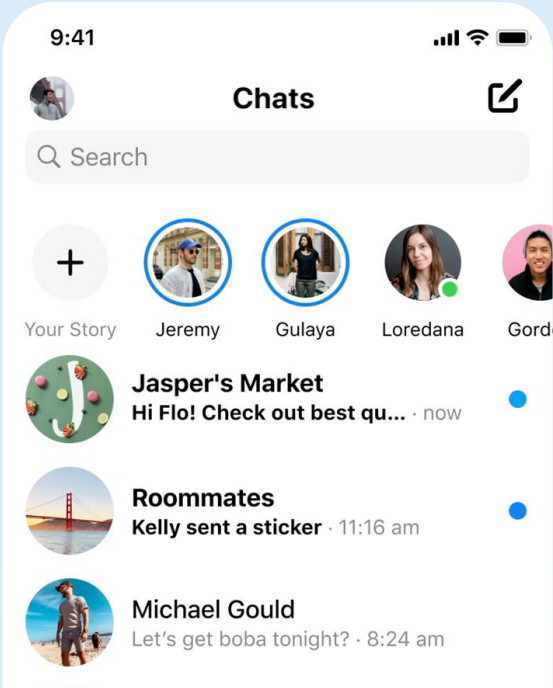 9:41
Chats
Search
Your Story
Jeremy
Gulaya
Loredana
Gord
Jasper's Market
Hi Flo! Check out best qu... · now
Roommates
Kelly sent a sticker · 11:16 am
Michael Gould
Let's get boba tonight? · 8:24 am